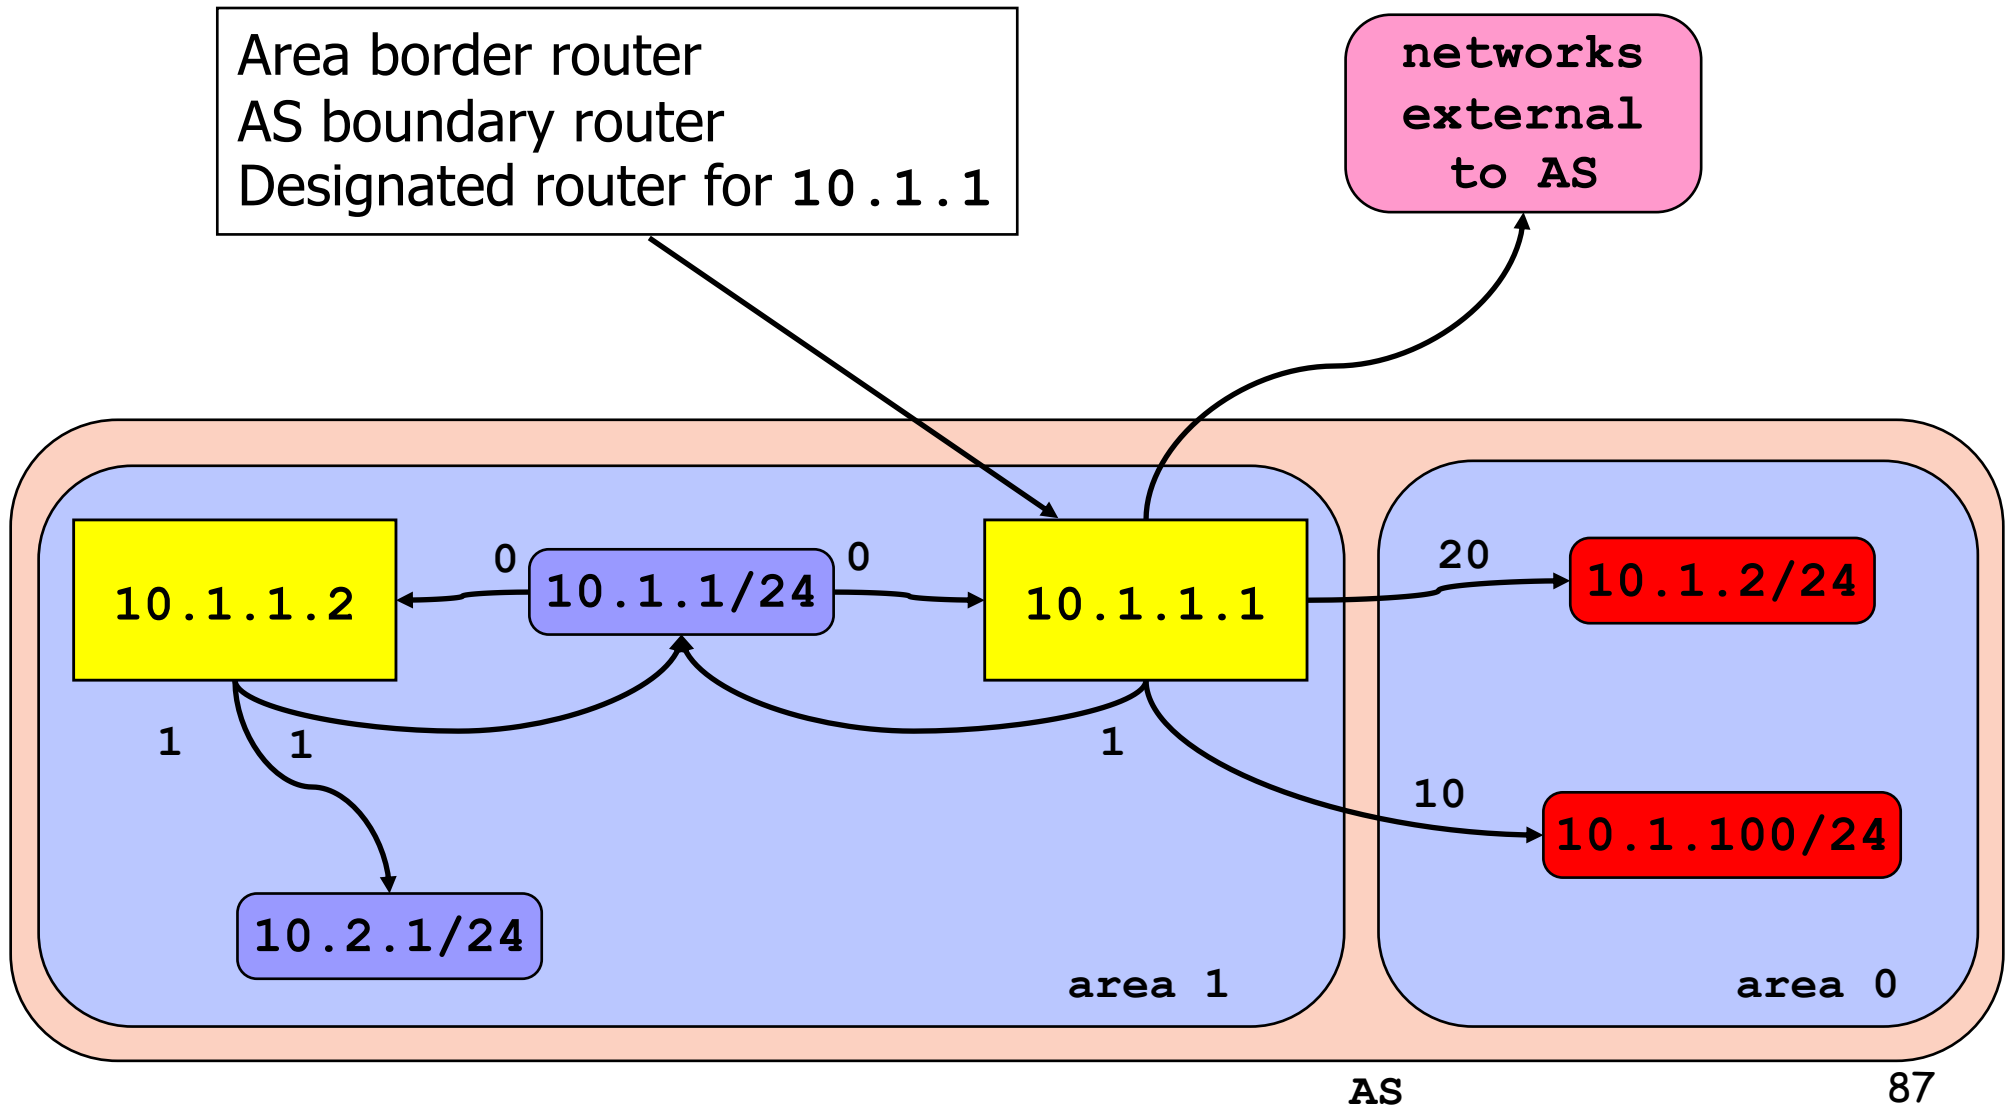 Area border router
AS boundary router
Designated router for 10.1.1
networks
external
to AS
0
0
20
10.1.1.2
10.1.1/24
10.1.1.1
10.1.2/24
1
1
1
10
10.1.100/24
10.2.1/24
area 1
area 0
AS
87